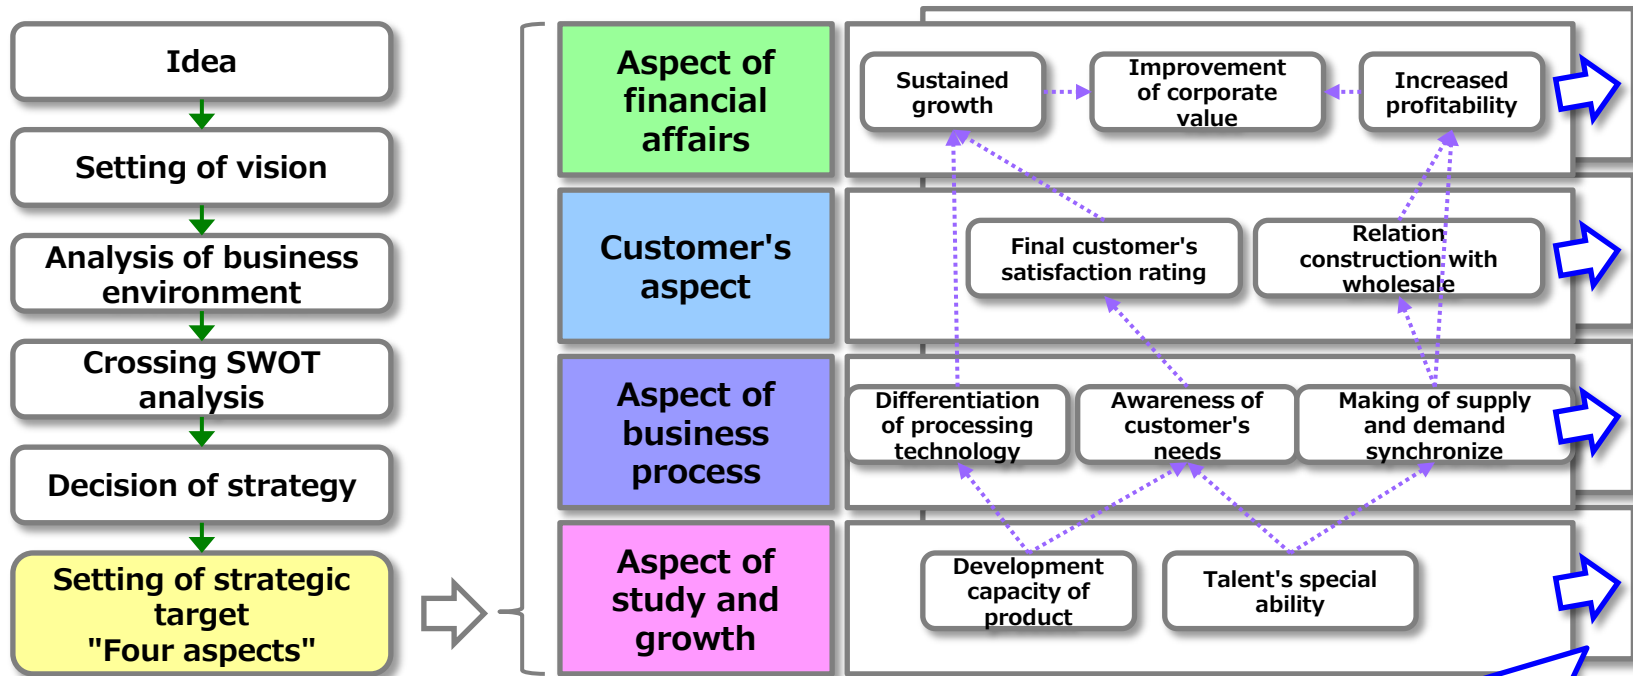 Idea
Setting of vision
Analysis of business
environment
Crossing SWOT
analysis
Decision of strategy
Setting of strategic
target
"Four aspects"
Aspect of
financial
affairs
Sustained
growth
Improvement
of corporate
value
Increased
profitability
Customer's
aspect
Final customer's
satisfaction rating
Relation
construction with
wholesale
Aspect of
business
process
Differentiation
of processing
technology
Awareness of
customer's
needs
Making of supply
and demand
synchronize
Aspect of
study and
growth
Development
capacity of
product
Talent's special
ability